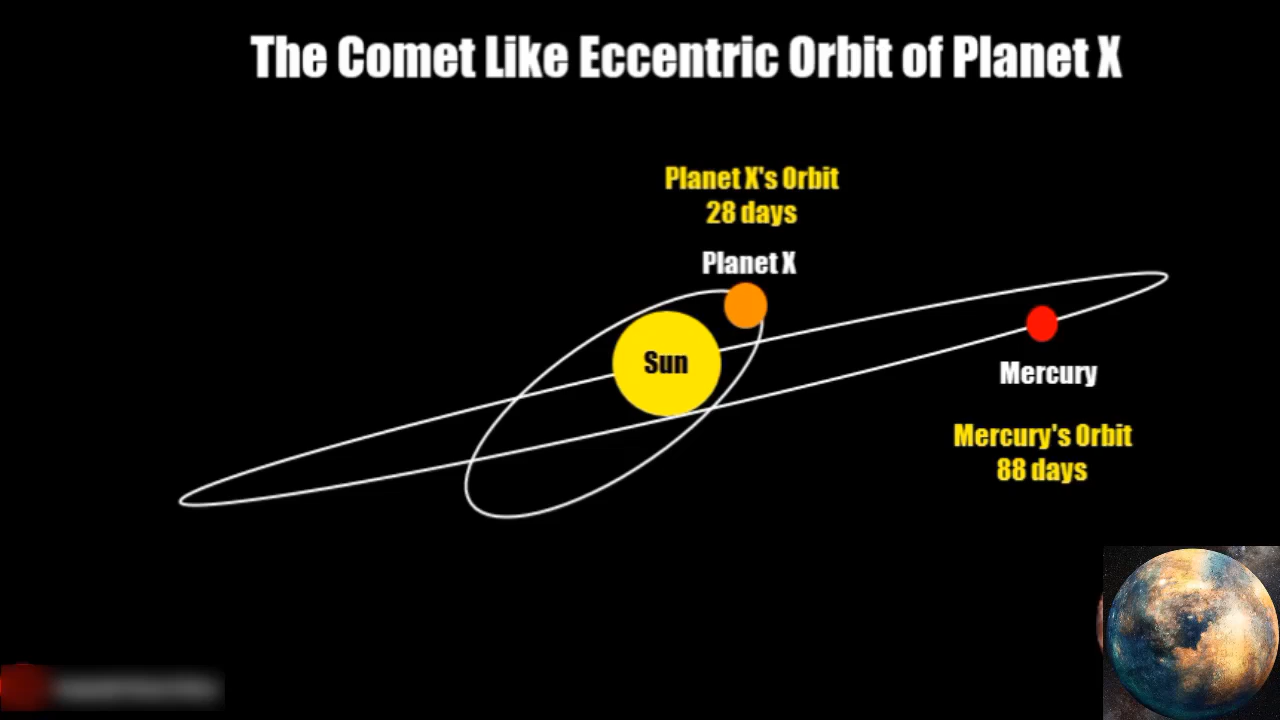 The Comet Like Eccentric Orbit of Planet X
Planet X's Orbit
28 days
Planet X
Sun
Mercury
Mercury's Orbit
88 days